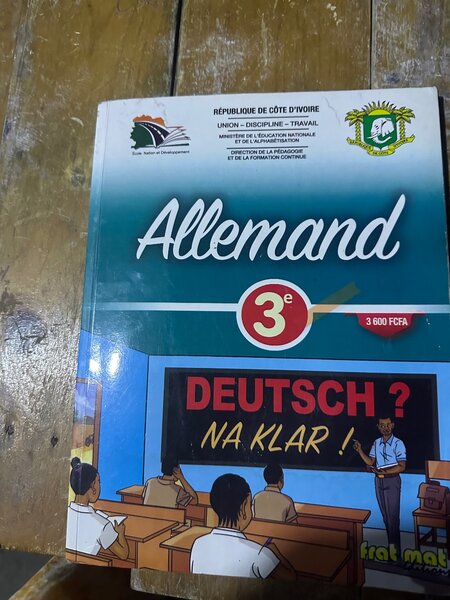 RÉPUBLIQUE DE CÔTE D'IVOIRE
UNION – DISCIPLINE – TRAVAIL
MINISTÈRE DE L'ÉDUCATION NATIONALE
ET DE L'ALPHABÉTISATION
DIRECTION DE LA PÉDAGOGIE
ET DE LA FORMATION CONTINUE
École, Nation et Développement
Allemand
3e
3 600 FCFA
DEUTSCH ?
NA KLAR !
frat mat